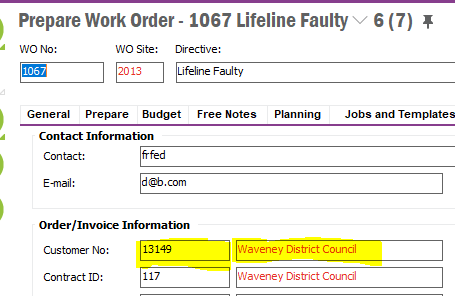 Prepare Work Order - 1067 Lifeline Faulty 6 (7)
WO No: WO Site: Directive:
1067 2013 Lifeline Faulty
General Prepare Budget Free Notes Planning Jobs and Templates
Contact Information
Contact: frfed
E-mail: d@b.com
Order/Invoice Information
Customer No: 13149 Waveney District Council
Contract ID: 117 Waveney District Council